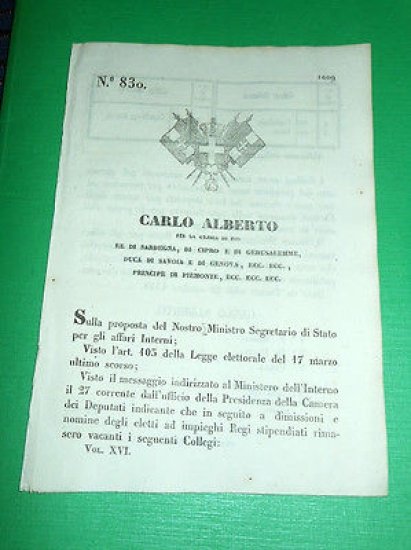 N.º 830.
1609
CARLO ALBERTO
PER LA GRAZIA DI DIO
RE DI SARDEGNA, DI CIPRO E DI GERUSALEMME,
DUCA DI SAVOIA E DI GENOVA, ECC. ECC.,
PRINCIPE DI PIEMONTE, ECC. ECC. ECC.
Sulla proposta del Nostro Ministro Segretario di Stato
per gli affari Interni;
Visto l'art. 105 della Legge elettorale del 17 marzo
ultimo scorso;
Visto il messaggio indirizzato al Ministero dell'Interno
il 27 corrente dall'uffizio della Presidenza della Camera
dei Deputati indicante che in seguito a dimissioni e
nomine degli eletti ad impieghi Regi stipendiati rima-
sero vacanti i seguenti Collegi:
VOL. XVI.